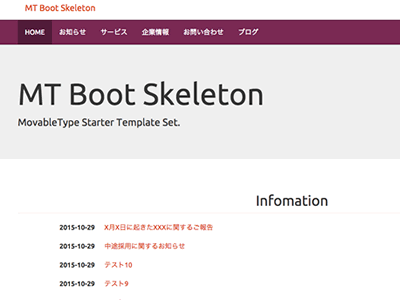 MT Boot Skeleton
HOME お知らせ サービス 企業情報 お問い合わせ ブログ
MT Boot Skeleton
MovableType Starter Template Set.
Infomation
2015-10-29 X月X日に起きたXXXに関するご報告
2015-10-29 中途採用に関するお知らせ
2015-10-29 テスト10
2015-10-29 テスト9